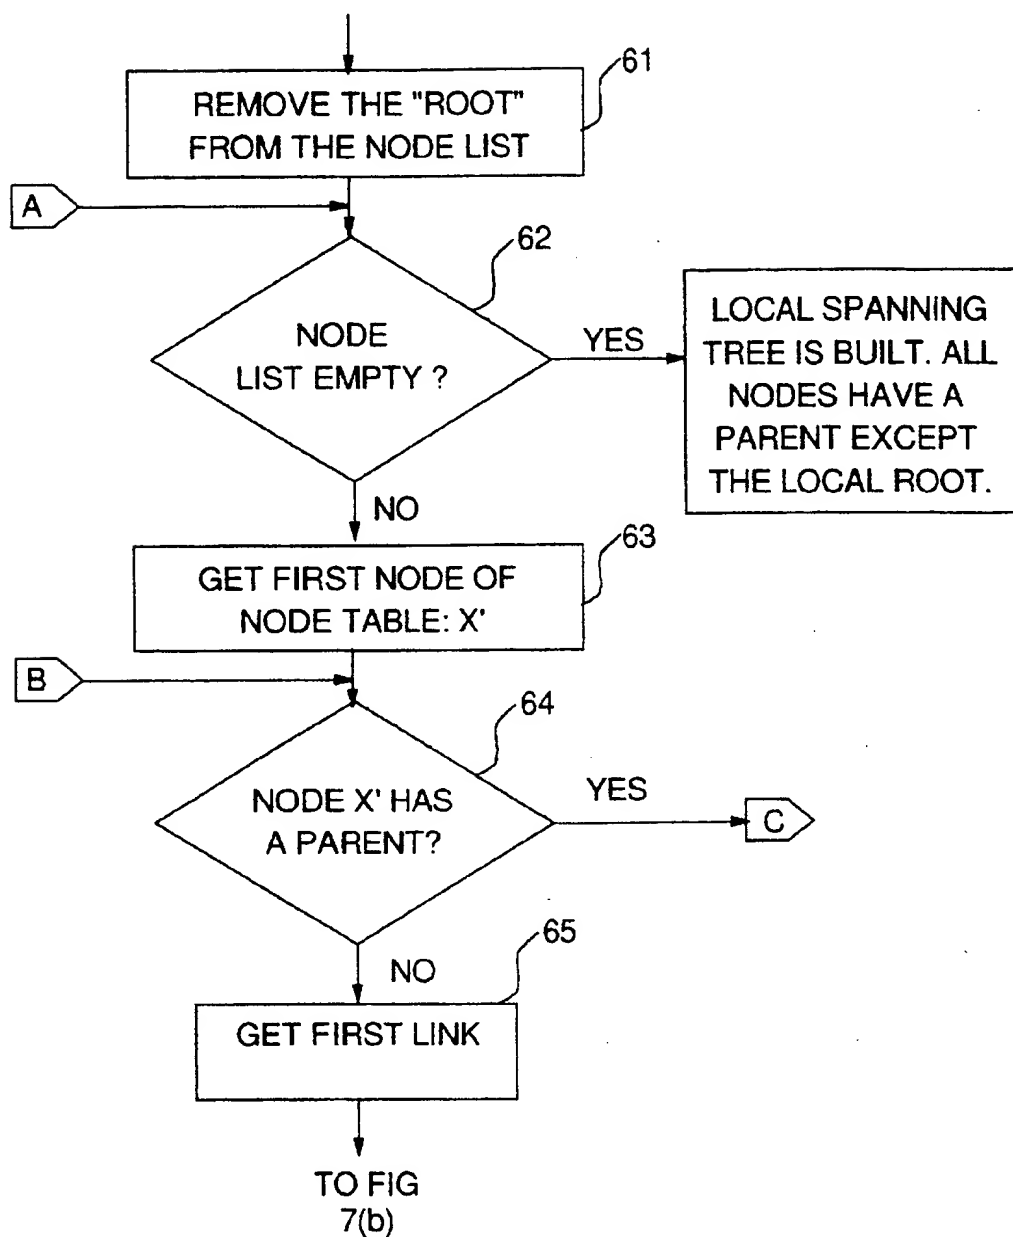 61
REMOVE THE "ROOT"
FROM THE NODE LIST
A
62
NODE
LIST EMPTY ?
YES
LOCAL SPANNING
TREE IS BUILT. ALL
NODES HAVE A
PARENT EXCEPT
THE LOCAL ROOT.
NO
63
GET FIRST NODE OF
NODE TABLE: X'
B
64
NODE X' HAS
A PARENT?
YES
C
65
NO
GET FIRST LINK
TO FIG
7(b)